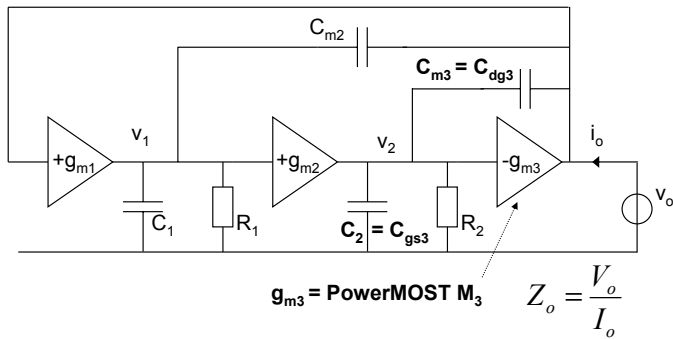 C_m2
C_m3 = C_dg3
v_1
v_2
i_o
+g_m1
+g_m2
-g_m3
v_o
C_1
R_1
C_2 = C_gs3
R_2
g_m3 = PowerMOST M_3
Z_o = V_o / I_o